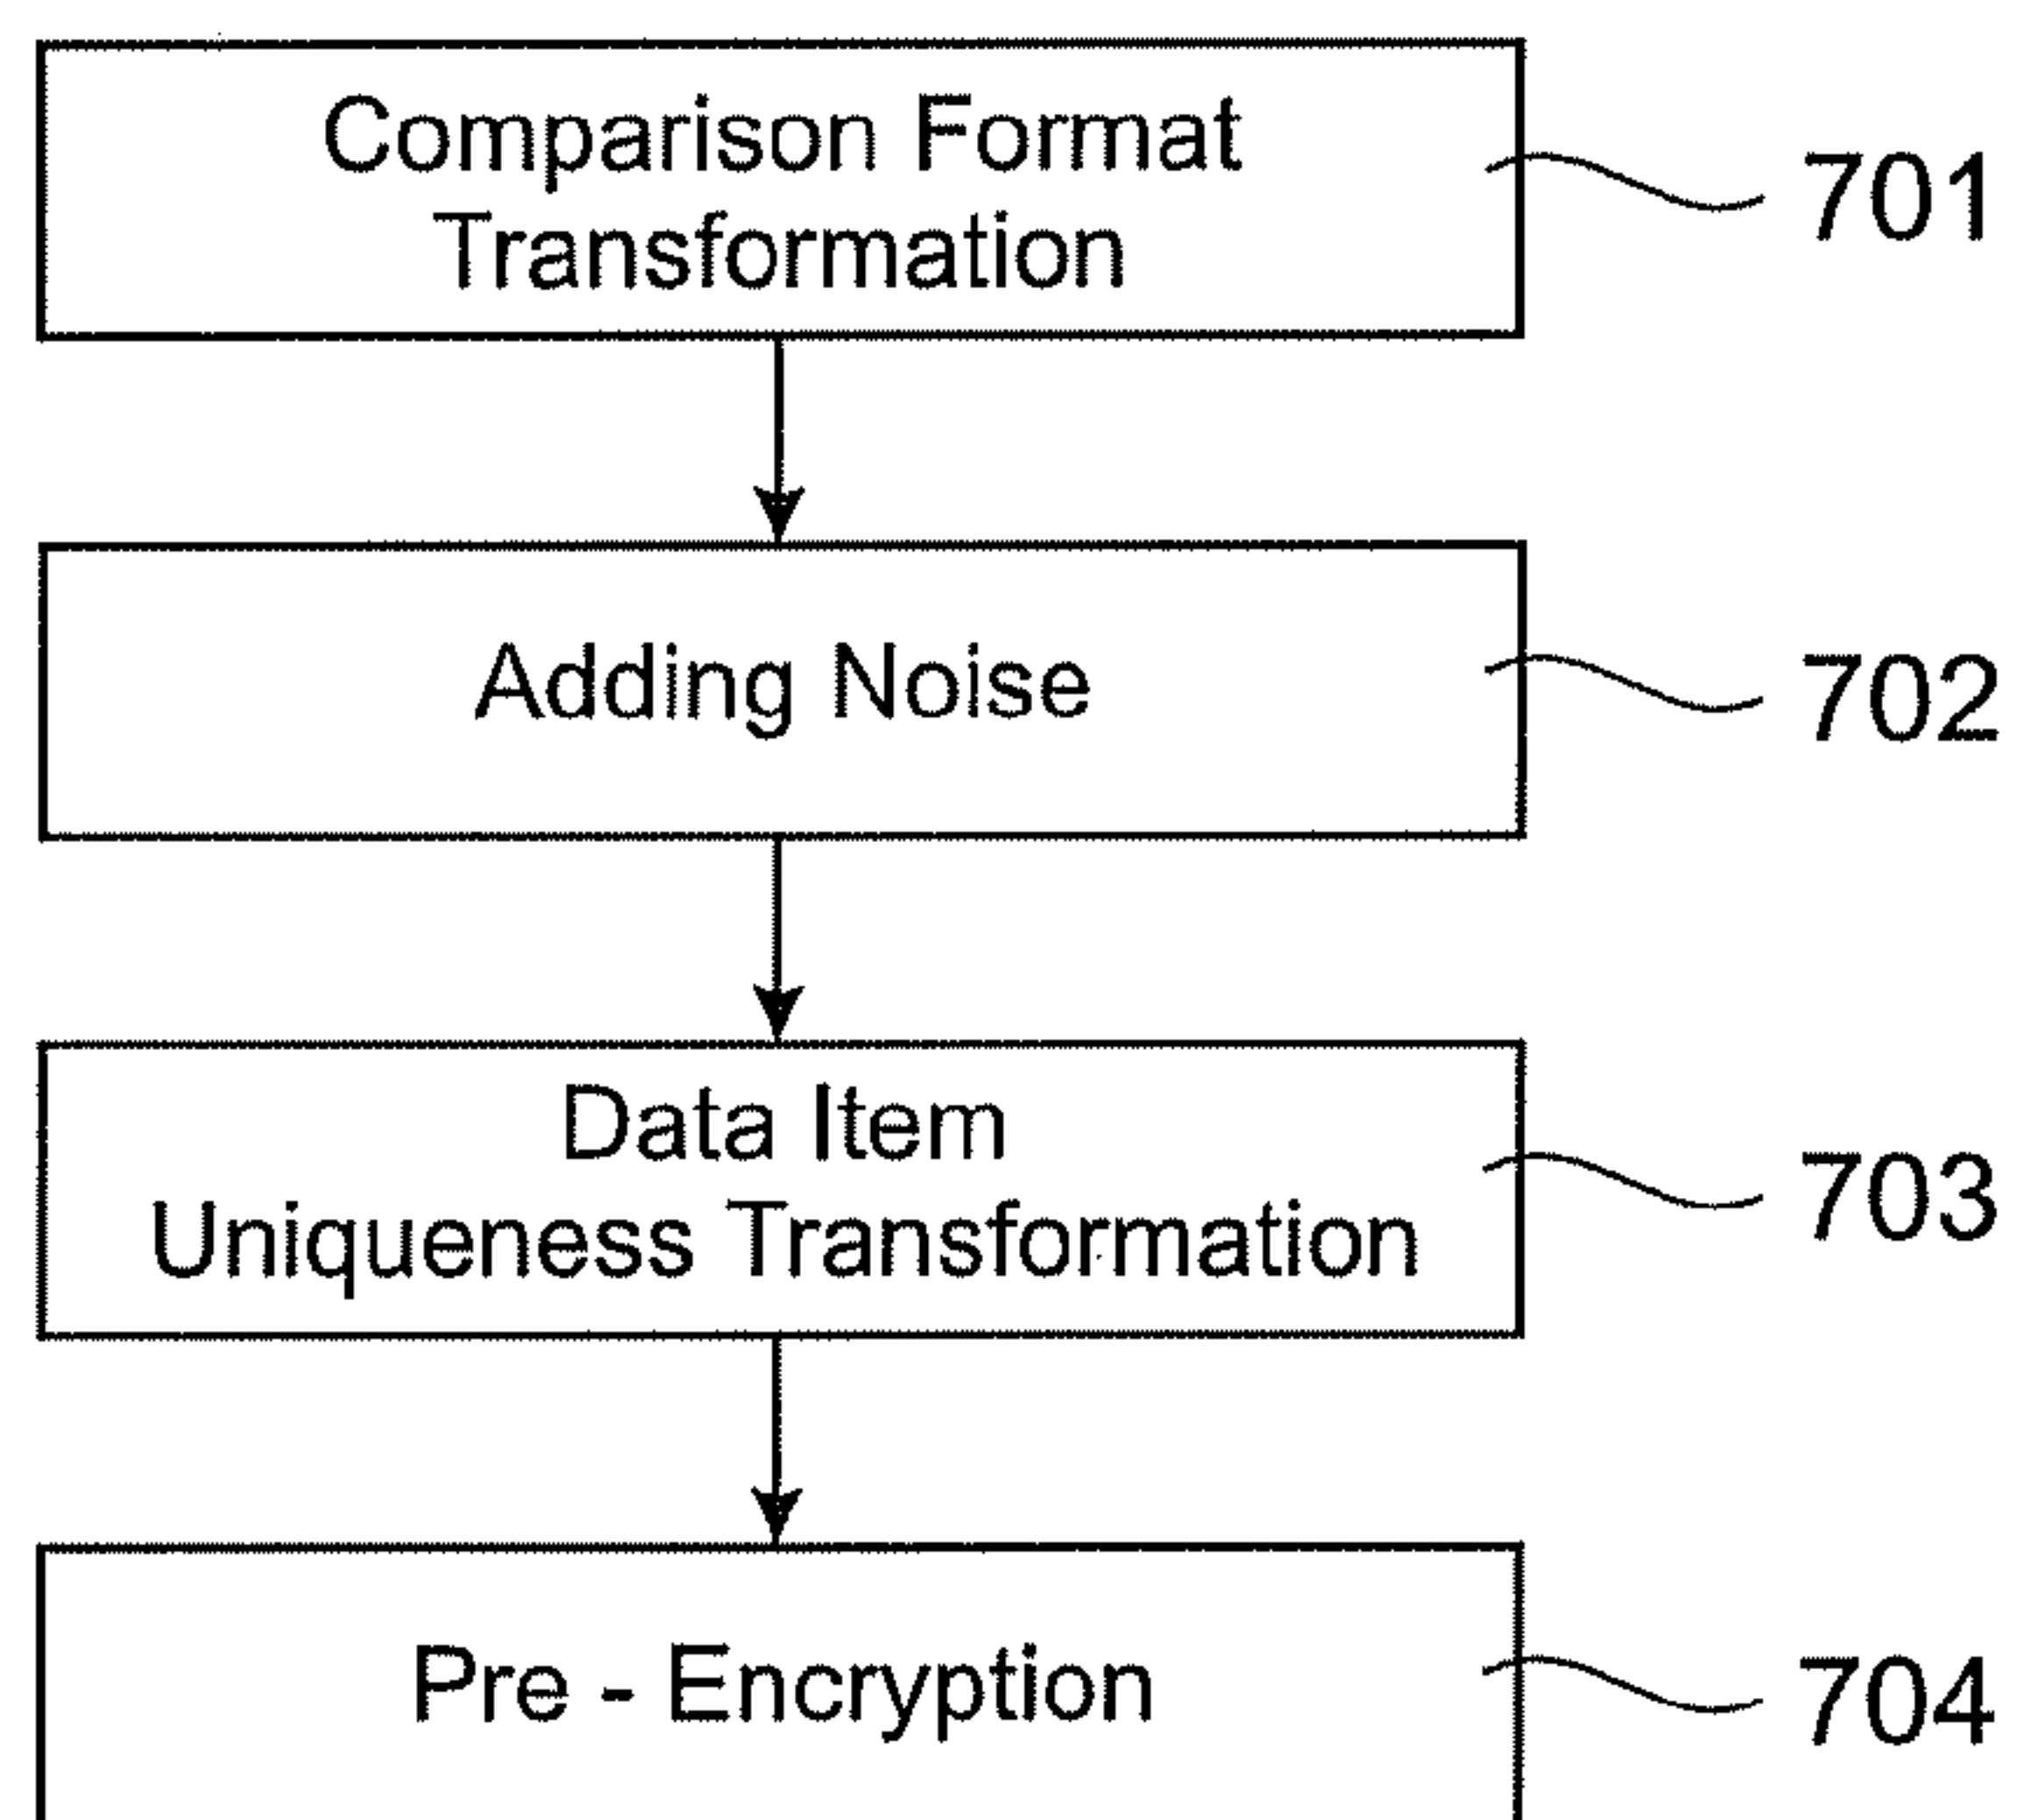 Comparison Format
Transformation
701
Adding Noise
702
Data Item
Uniqueness Transformation
703
Pre - Encryption
704